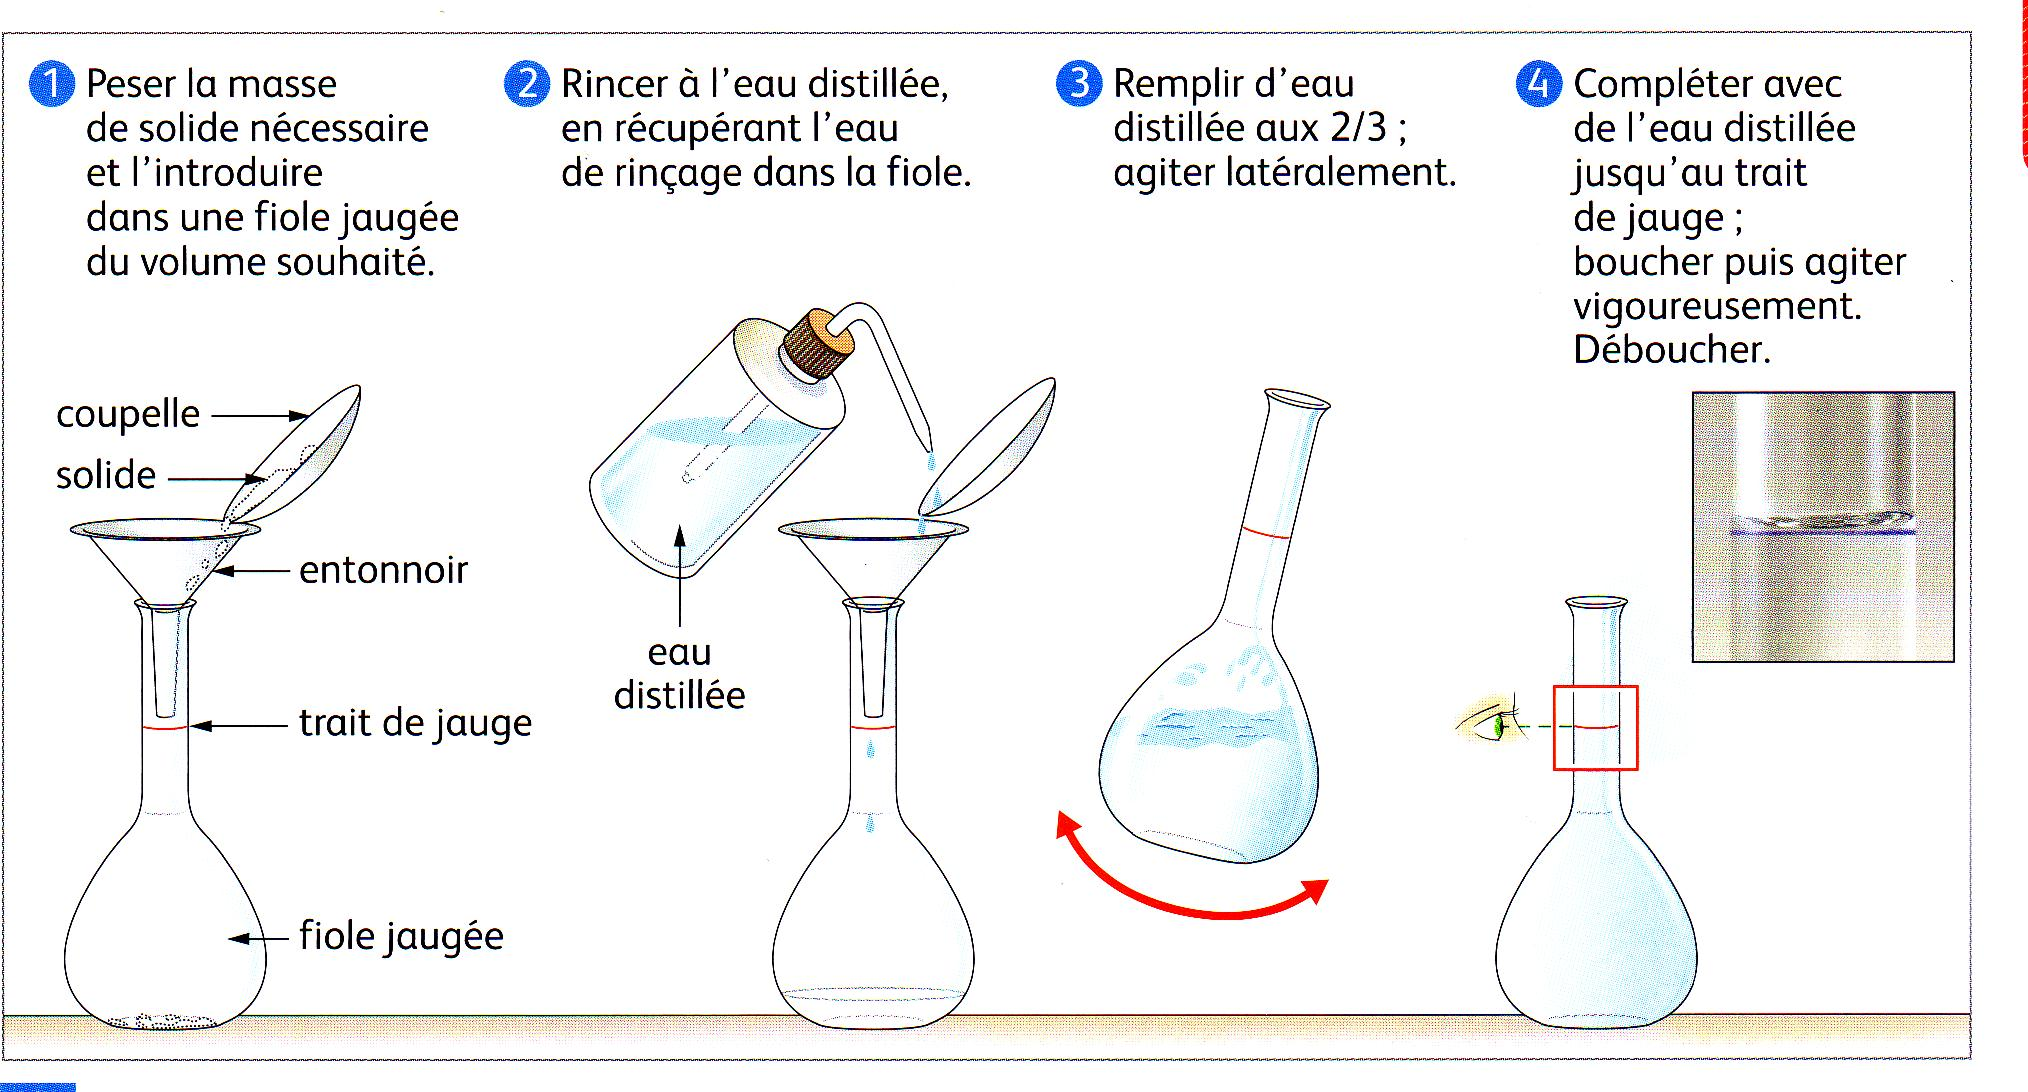 1 Peser la masse
de solide nécessaire
et l'introduire
dans une fiole jaugée
du volume souhaité.
2 Rincer à l'eau distillée,
en récupérant l'eau
de rinçage dans la fiole.
3 Remplir d'eau
distillée aux 2/3 ;
agiter latéralement.
4 Compléter avec
de l'eau distillée
jusqu'au trait
de jauge ;
boucher puis agiter
vigoureusement.
Déboucher.
coupelle
solide
entonnoir
trait de jauge
fiole jaugée
eau
distillée